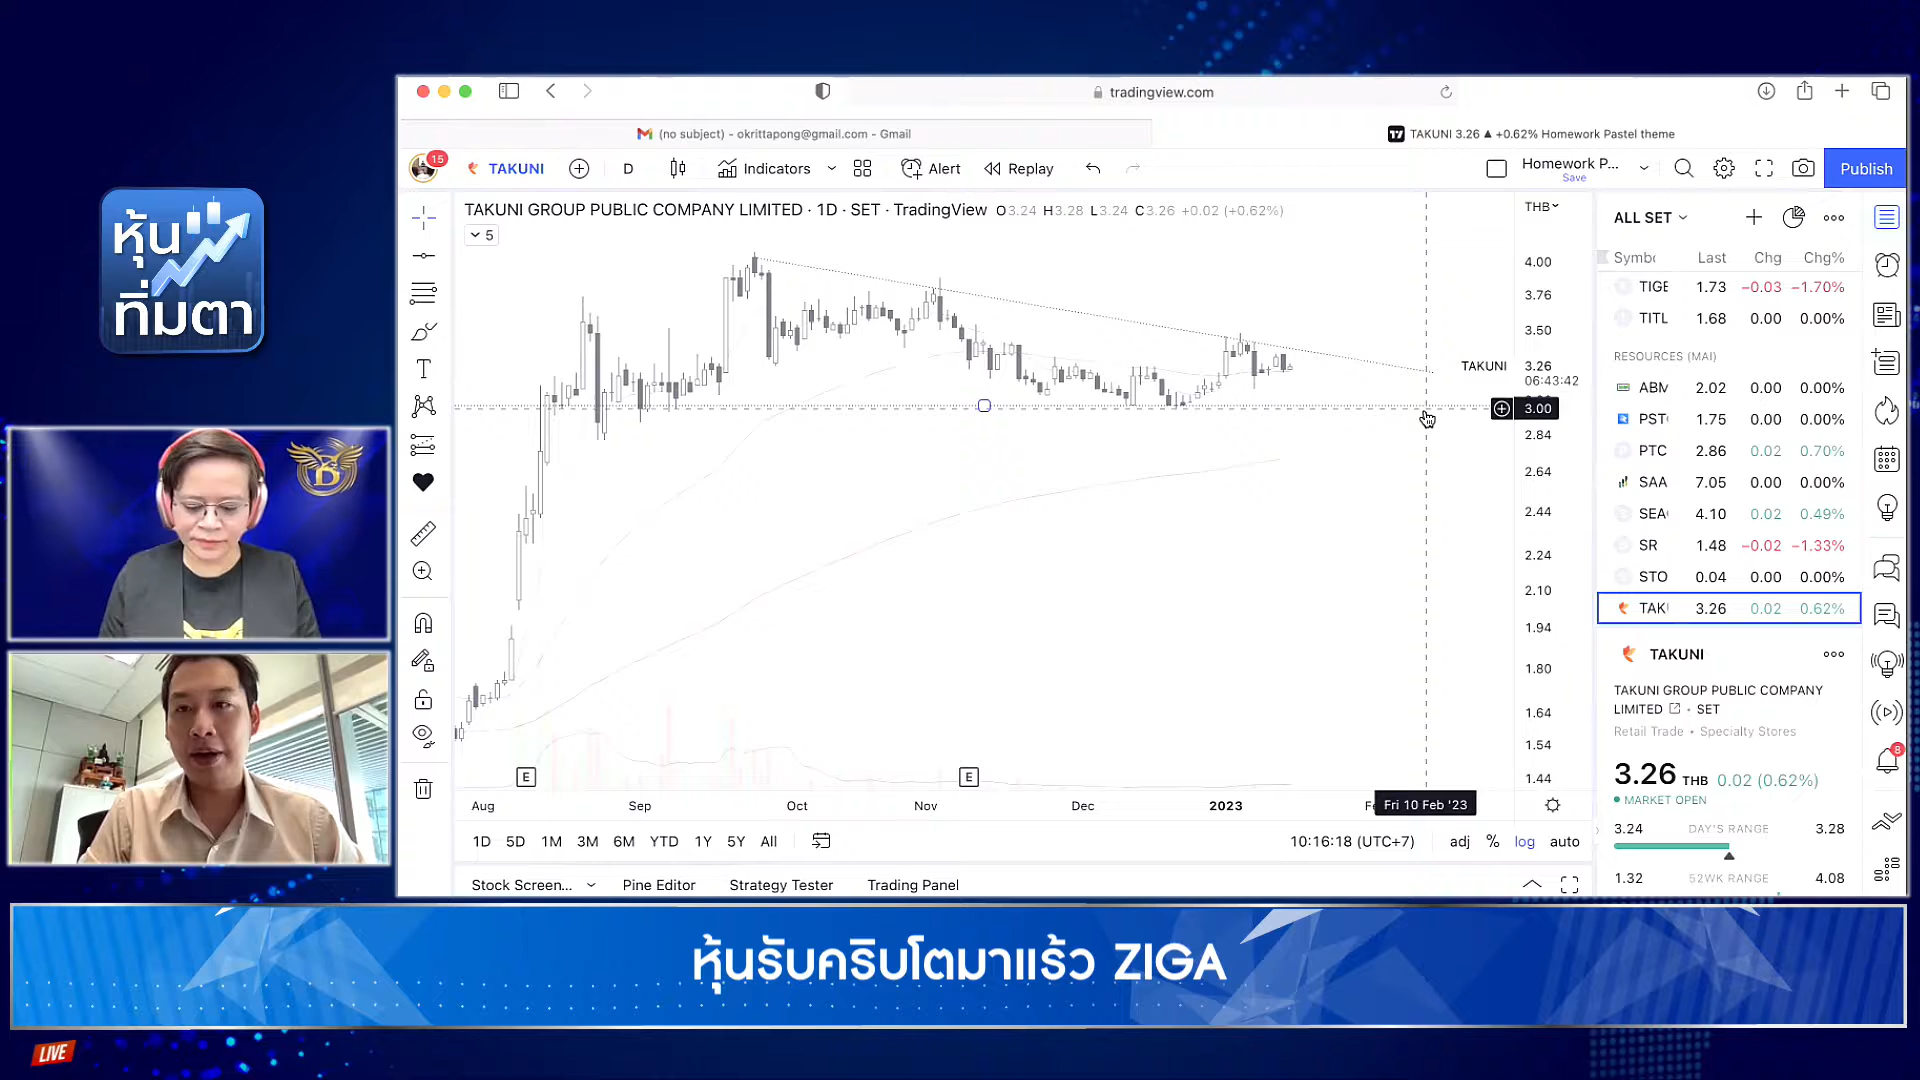 หุ้น
ทิ่มตา
B
tradingview.com
(no subject) - okrittapong@gmail.com - Gmail
TAKUNI 3.26 ▲ +0.62% Homework Pastel theme
15
TAKUNI
D
Indicators
Alert
Replay
Homework P...
Save
Publish
TAKUNI GROUP PUBLIC COMPANY LIMITED · 1D · SET · TradingView O3.24 H3.28 L3.24 C3.26 +0.02 (+0.62%)
5
THB
4.00
3.76
3.50
TAKUNI 3.26
06:43:42
3.00
2.84
2.64
2.44
2.24
2.10
1.94
1.80
1.64
1.54
1.44
E
E
Aug Sep Oct Nov Dec 2023 Fri 10 Feb '23
1D 5D 1M 3M 6M YTD 1Y 5Y All
10:16:18 (UTC+7) adj % log auto
Stock Screen... Pine Editor Strategy Tester Trading Panel
ALL SET
Last Chg Chg%
TITL 1.68 0.00 0.00%
1.73 −0.03 −1.70%
RESOURCES (MAI)
2.02 0.00 0.00%
1.75 0.00 0.00%
PTC 2.86 0.02 0.70%
SAA 7.05 0.00 0.00%
SEA 4.10 0.02 0.49%
SR 1.48 −0.02 −1.33%
STO 0.04 0.00 0.00%
TAK 3.26 0.02 0.62%
TAKUNI
TAKUNI GROUP PUBLIC COMPANY
LIMITED · SET
Retail Trade • Specialty Stores
3.26 THB 0.02 (0.62%)
MARKET OPEN
3.24 DAY'S RANGE 3.28
1.32 52WK RANGE 4.08
8
หุ้นรับคริบโตมาแร้ว ZIGA
LIVE